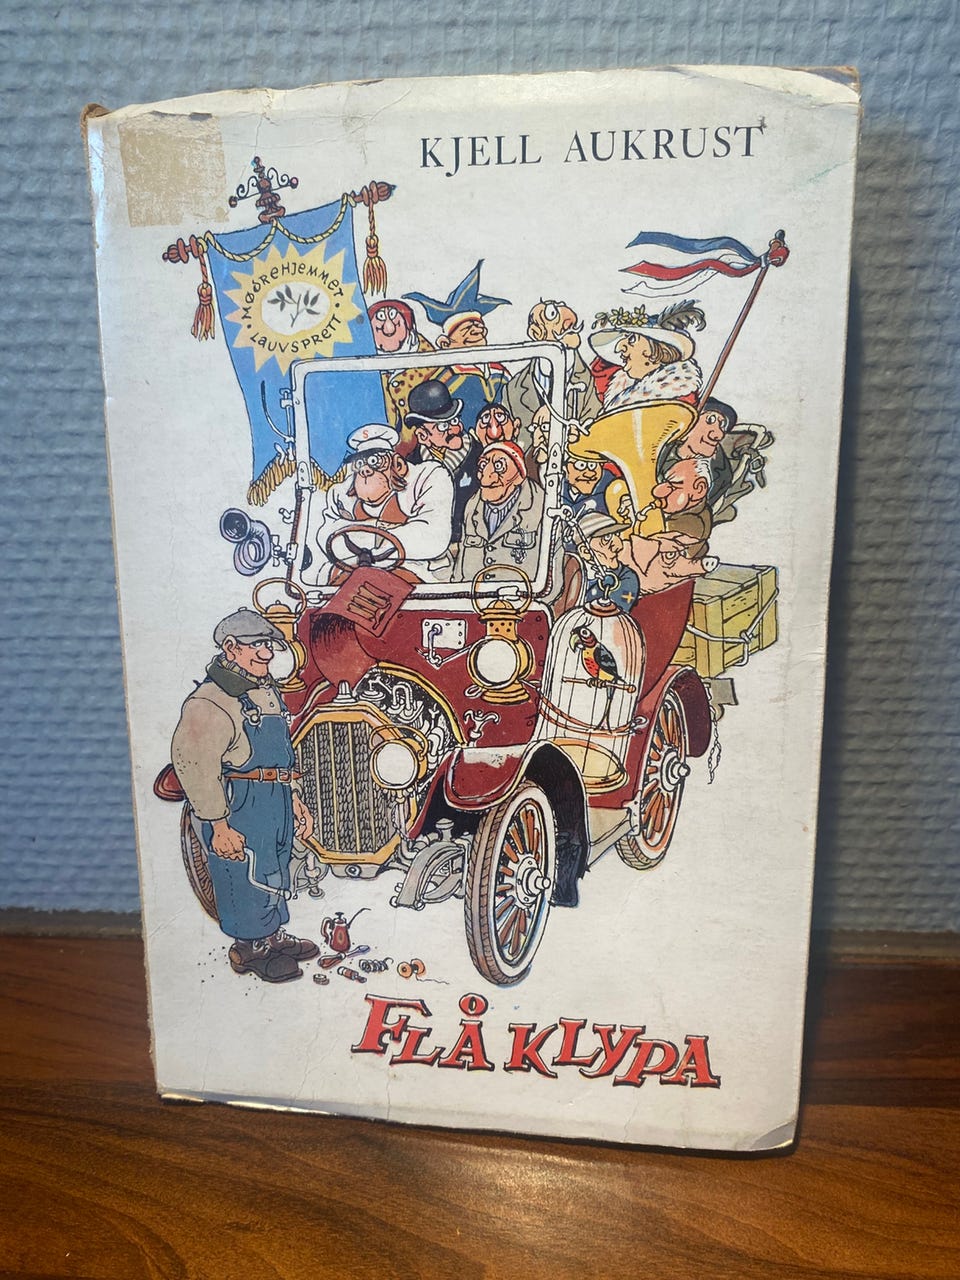 KJELL AUKRUST
MØDREHJEMMET
LAUVSPRETT
S
FLÅKLYPA